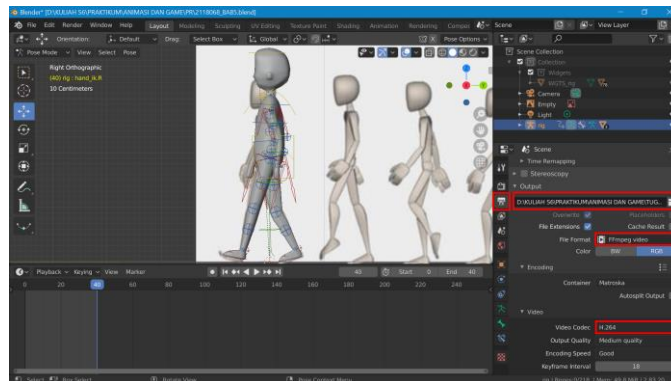 Blender* [D:\KULIAH S6\PRAKTIKUM\ANIMASI DAN GAME\PR\2118068_BAB5.blend]
File Edit Render Window Help Layout Modeling Sculpting UV Editing Texture Paint Shading Animation Rendering Scene View Layer
Orientation: Default Drag: Select Box Global Pose Options
Pose Mode View Select Pose
Right Orthographic
(40) rig : hand_ik.R
10 Centimeters
Scene Collection
Collection
Widgets
WGTS_rig
Camera
Empty
Light
rig
Scene
Time Remapping
Stereoscopy
Output
D:\KULIAH S6\PRAKTIKUM\ANIMASI DAN GAME\TUG..
Overwrite Placeholders
File Extensions Cache Result
File Format FFmpeg video
Color BW RGB
Encoding
Container Matroska
Autosplit Output
Video
Video Codec H.264
Output Quality Medium quality
Encoding Speed Good
Keyframe Interval 18
Playback Keying View Marker 40 Start 0 End 40
0 20 40 60 80 100 120 140 160 180 200 220 240
Select Box Select Rotate View Pose Context Menu